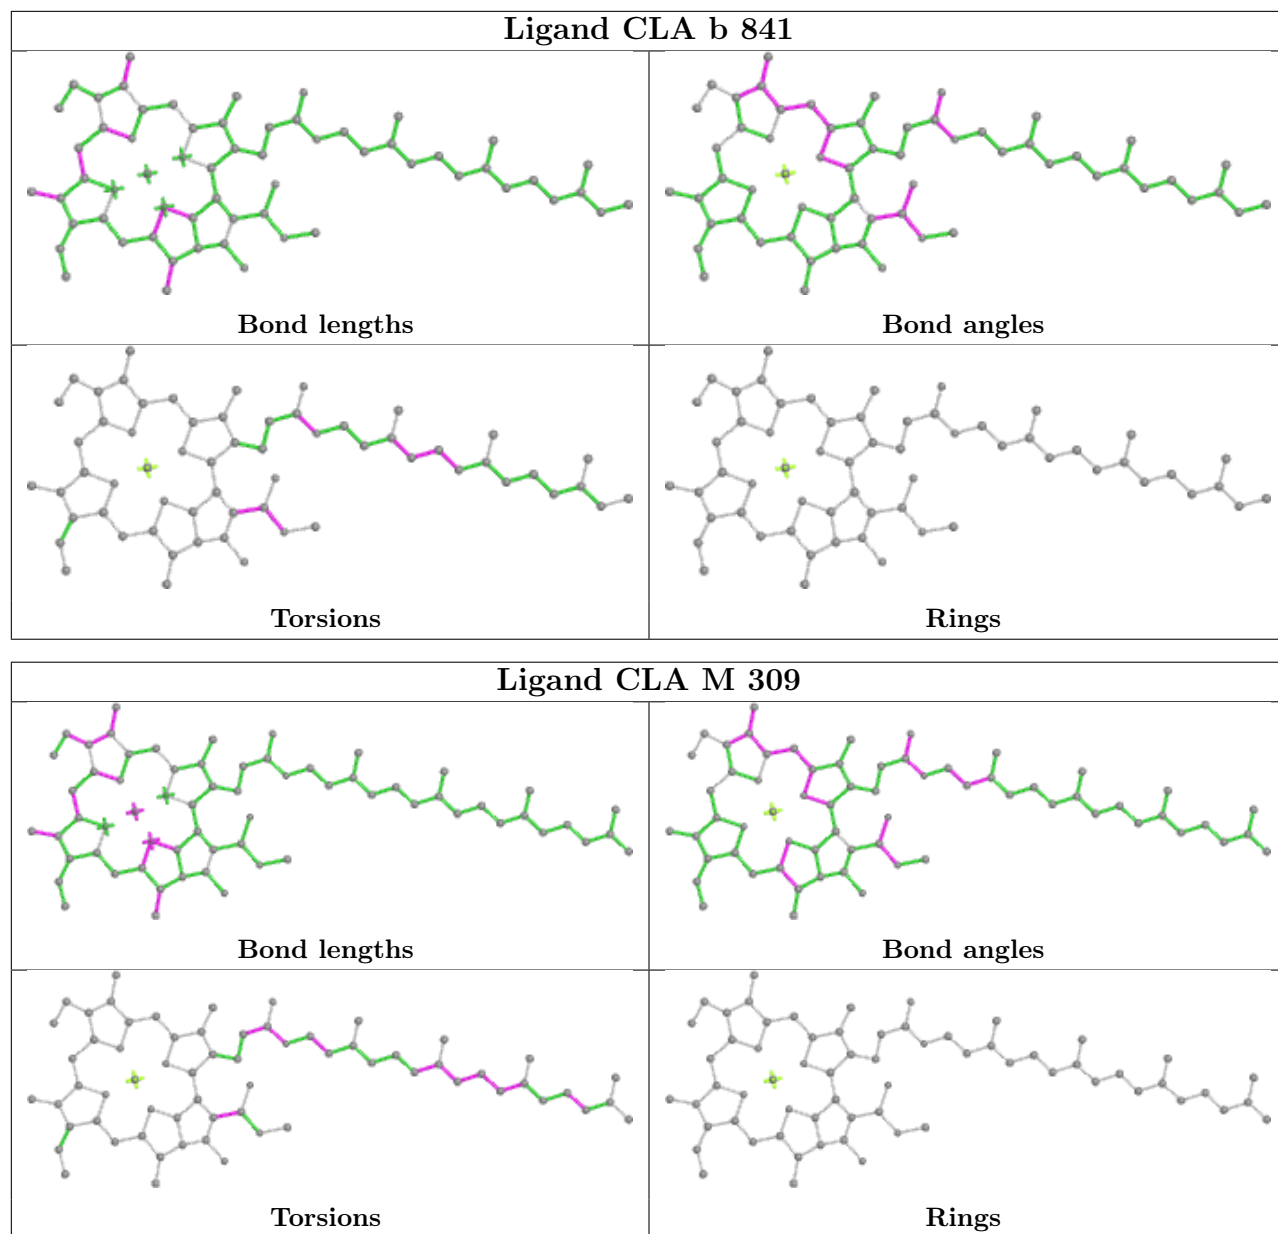 Ligand CLA b 841
Bond lengths
Bond angles
Torsions
Rings
Ligand CLA M 309
Bond lengths
Bond angles
Torsions
Rings